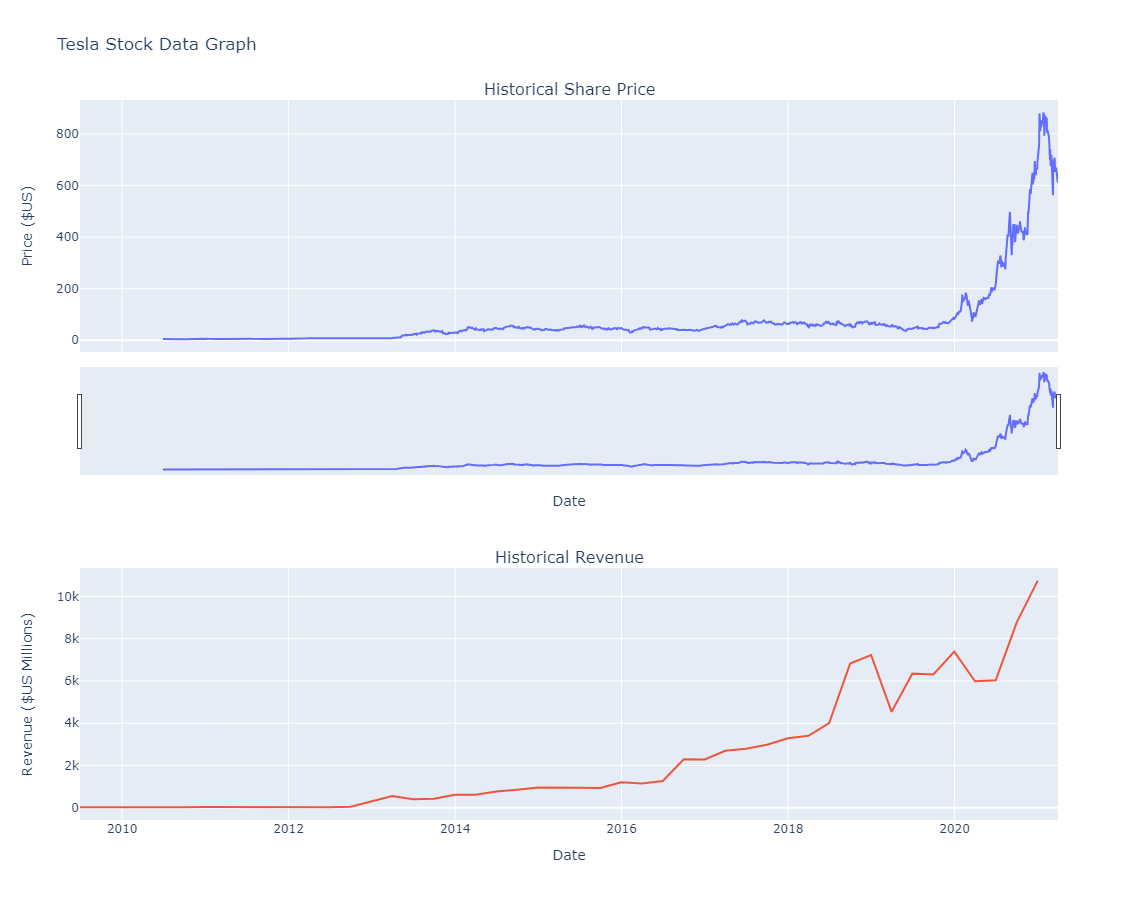 Tesla Stock Data Graph
Historical Share Price
800
600
400
200
0
Price ($US)
Date
Historical Revenue
10k
8k
6k
4k
2k
0
Revenue ($US Millions)
2010 2012 2014 2016 2018 2020
Date